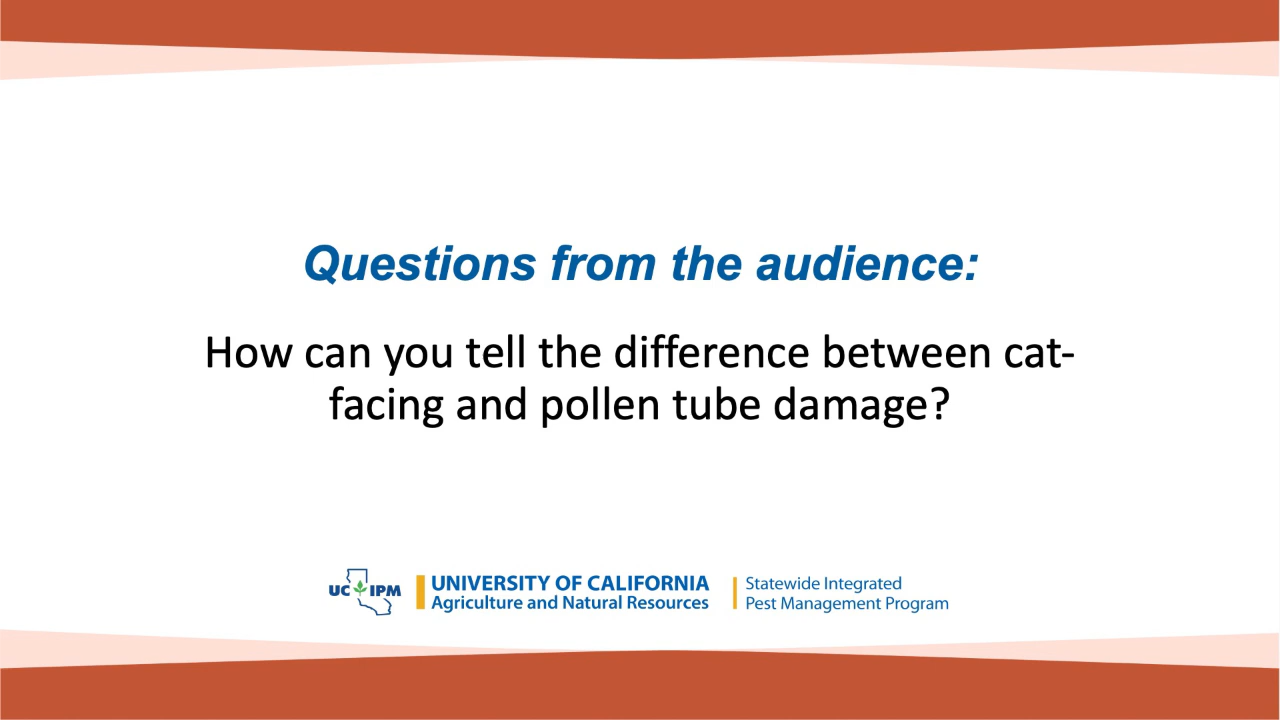 Questions from the audience:
How can you tell the difference between cat-
facing and pollen tube damage?
UC IPM
UNIVERSITY OF CALIFORNIA
Agriculture and Natural Resources
Statewide Integrated
Pest Management Program